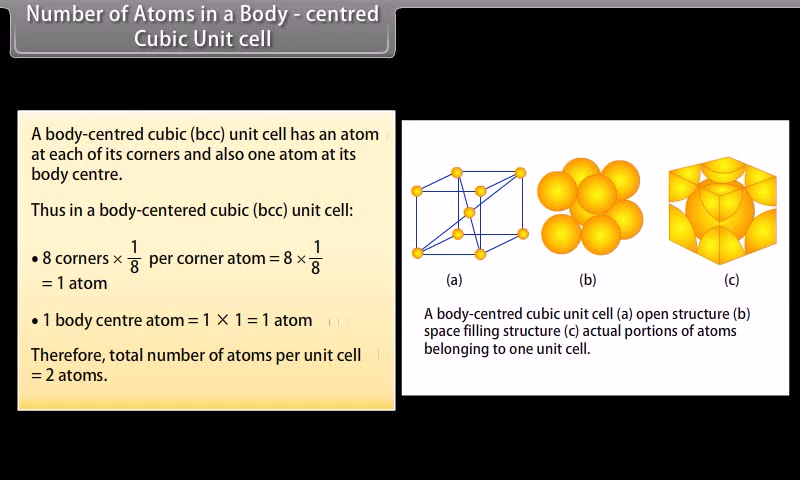 Number of Atoms in a Body - centred
Cubic Unit cell
A body-centred cubic (bcc) unit cell has an atom
at each of its corners and also one atom at its
body centre.
Thus in a body-centered cubic (bcc) unit cell:
• 8 corners × 1/8 per corner atom = 8 × 1/8
= 1 atom
• 1 body centre atom = 1 × 1 = 1 atom
Therefore, total number of atoms per unit cell
= 2 atoms.
(a) (b) (c)
A body-centred cubic unit cell (a) open structure (b)
space filling structure (c) actual portions of atoms
belonging to one unit cell.